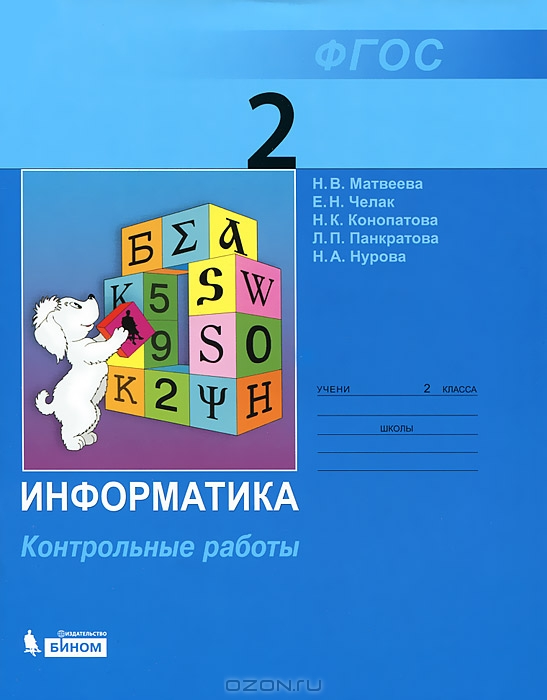 ФГОС
2
Н. В. Матвеева
Е. Н. Челак
Н. К. Конопатова
Л. П. Панкратова
Н. А. Нурова
Б Σ А
К 5 S W
9 S O
К 2 Ψ Н
УЧЕНИ 2 КЛАССА
ШКОЛЫ
ИНФОРМАТИКА
Контрольные работы
ИЗДАТЕЛЬСТВО
БИНОМ
OZON.ru